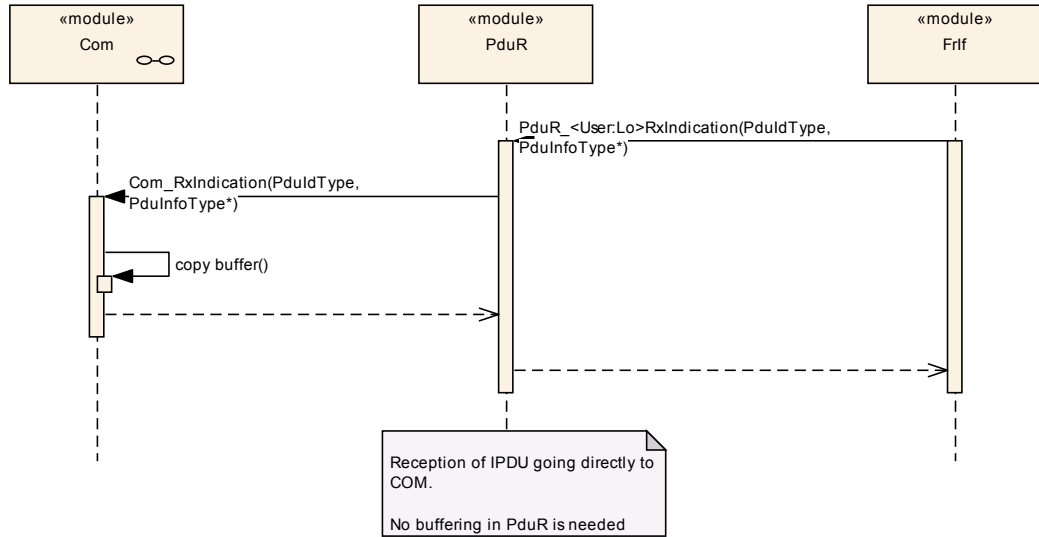 «module»
Com
«module»
PduR
«module»
FrIf
PduR_<User:Lo>RxIndication(PduIdType,
PduInfoType*)
Com_RxIndication(PduIdType,
PduInfoType*)
copy buffer()
Reception of IPDU going directly to
COM.
No buffering in PduR is needed